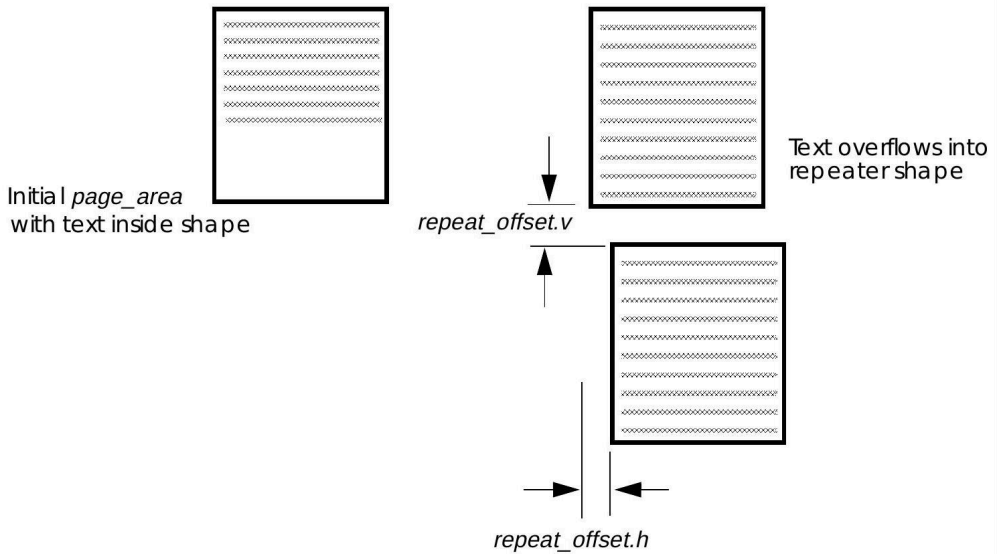 Initial page_area
with text inside shape
Text overflows into
repeater shape
repeat_offset.v
repeat_offset.h